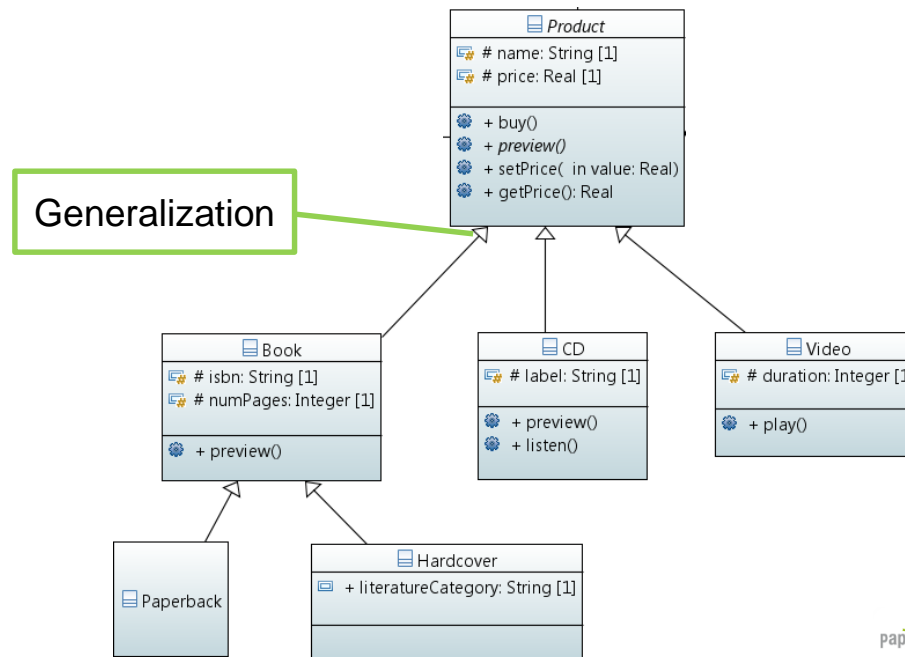 Product
# name: String [1]
# price: Real [1]
+ buy()
+ preview()
+ setPrice( in value: Real)
+ getPrice(): Real
Generalization
Book
# isbn: String [1]
# numPages: Integer [1]
+ preview()
CD
# label: String [1]
+ preview()
+ listen()
Video
# duration: Integer [1
+ play()
Paperback
Hardcover
+ literatureCategory: String [1]
pap